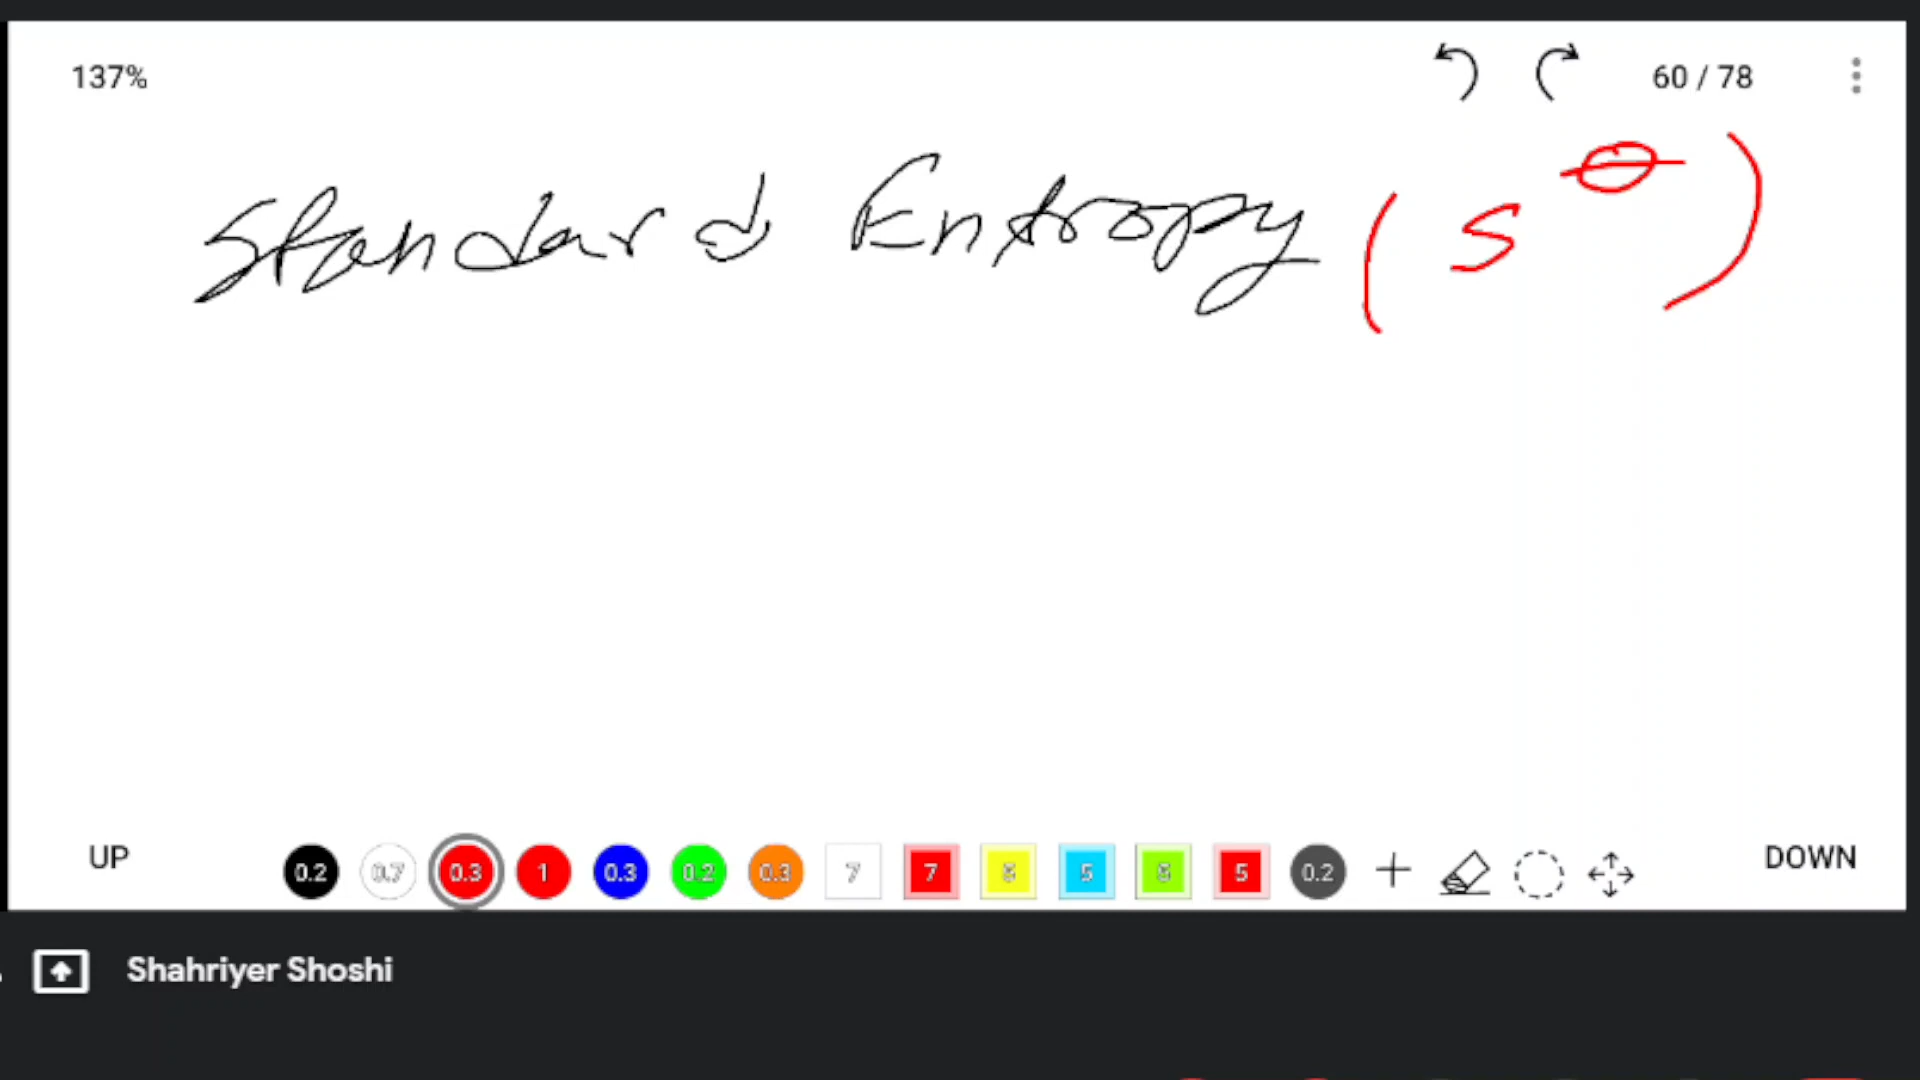 137%
60 / 78
Standard Entropy (S⦵)
UP
0.2 0.7 0.3 1 0.3 0.2 0.3 7 7 8 5 8 5 0.2
DOWN
Shahriyer Shoshi